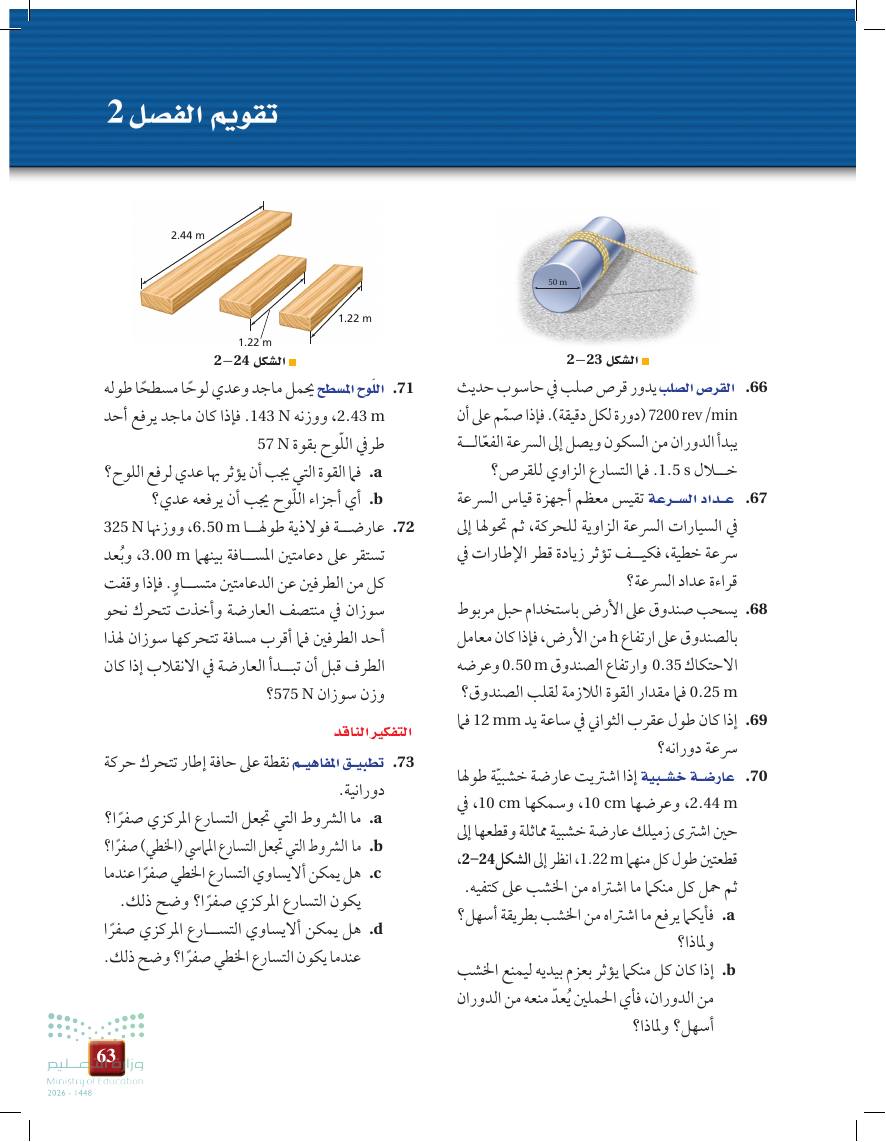 تقويم الفصل 2
50 m
الشكل 23–2
66. القرص الصلب يدور قرص صلب في حاسوب حديث
7200 rev/min (دورة لكل دقيقة). فإذا صمّم على أن
يبدأ الدوران من السكون ويصل إلى السرعة الفعّالة
خلال 1.5 s. فما التسارع الزاوي للقرص؟
67. عداد السرعة تقيس معظم أجهزة قياس السرعة
في السيارات السرعة الزاوية للحركة، ثم تحولها إلى
سرعة خطية، فكيف تؤثر زيادة قطر الإطارات في
قراءة عداد السرعة؟
68. يسحب صندوق على الأرض باستخدام حبل مربوط
بالصندوق على ارتفاع h من الأرض، فإذا كان معامل
الاحتكاك 0.35 وارتفاع الصندوق 0.50 m وعرضه
0.25 m فما مقدار القوة اللازمة لقلب الصندوق؟
69. إذا كان طول عقرب الثواني في ساعة يد 12 mm فما
سرعة دورانه؟
70. عارضة خشبية إذا اشتريت عارضة خشبيّة طولها
2.44 m، وعرضها 10 cm، وسمكها 10 cm، في
حين اشترى زميلك عارضة خشبية مماثلة وقطعها إلى
قطعتين طول كل منهما 1.22 m، انظر إلى الشكل 24–2،
ثم حمل كل منكما ما اشتراه من الخشب على كتفيه.
a. فأيكما يرفع ما اشتراه من الخشب بطريقة أسهل؟
ولماذا؟
b. إذا كان كل منكما يؤثر بعزم بيديه ليمنع الخشب
من الدوران، فأي الحملين يُعدّ منعه من الدوران
أسهل؟ ولماذا؟
2.44 m
1.22 m
1.22 m
الشكل 24–2
71. اللّوح المسطح يحمل ماجد وعدي لوحًا مسطحًا طوله
2.43 m، ووزنه 143 N. فإذا كان ماجد يرفع أحد
طرفي اللّوح بقوة 57 N
a. فما القوة التي يجب أن يؤثر بها عدي لرفع اللوح؟
b. أي أجزاء اللّوح يجب أن يرفعه عدي؟
72. عارضة فولاذية طولها 6.50 m، ووزنها 325 N
تستقر على دعامتين المسافة بينهما 3.00 m، وبُعد
كل من الطرفين عن الدعامتين متساوٍ. فإذا وقفت
سوزان في منتصف العارضة وأخذت تتحرك نحو
أحد الطرفين فما أقرب مسافة تتحركها سوزان لهذا
الطرف قبل أن تبدأ العارضة في الانقلاب إذا كان
وزن سوزان 575 N؟
التفكير الناقد
73. تطبيق المفاهيم نقطة على حافة إطار تتحرك حركة
دورانية.
a. ما الشروط التي تجعل التسارع المركزي صفرًا؟
b. ما الشروط التي تجعل التسارع المماسي (الخطي) صفرًا؟
c. هل يمكن ألا يساوي التسارع الخطي صفرًا عندما
يكون التسارع المركزي صفرًا؟ وضح ذلك.
d. هل يمكن ألا يساوي التسارع المركزي صفرًا
عندما يكون التسارع الخطي صفرًا؟ وضح ذلك.
63
وزارة التعليم
Ministry of Education
2026 - 1448